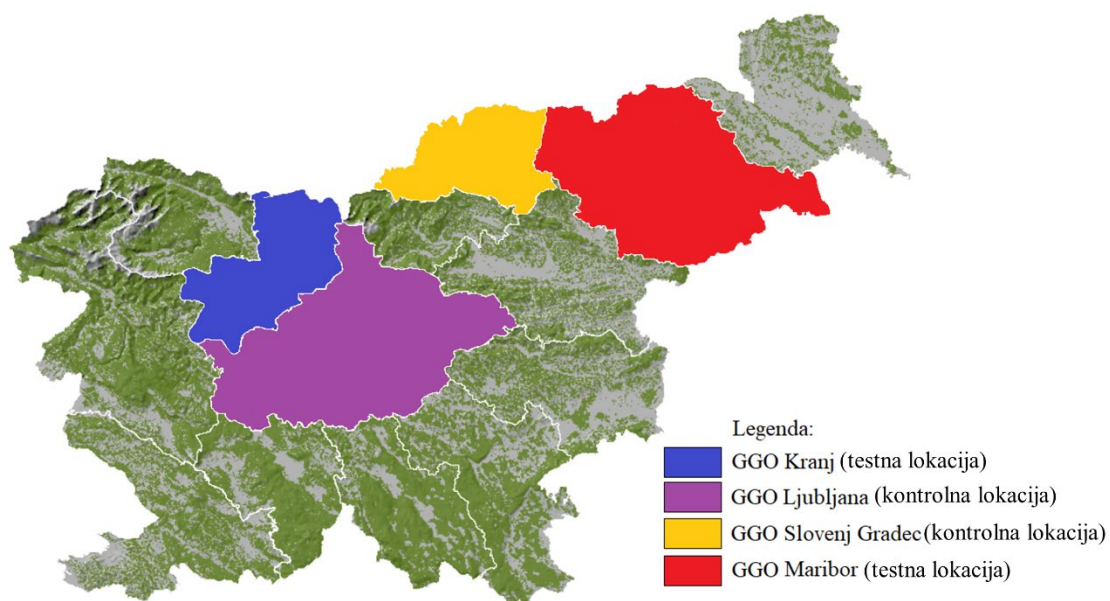 Legenda:
GGO Kranj (testna lokacija)
GGO Ljubljana (kontrolna lokacija)
GGO Slovenj Gradec (kontrolna lokacija)
GGO Maribor (testna lokacija)